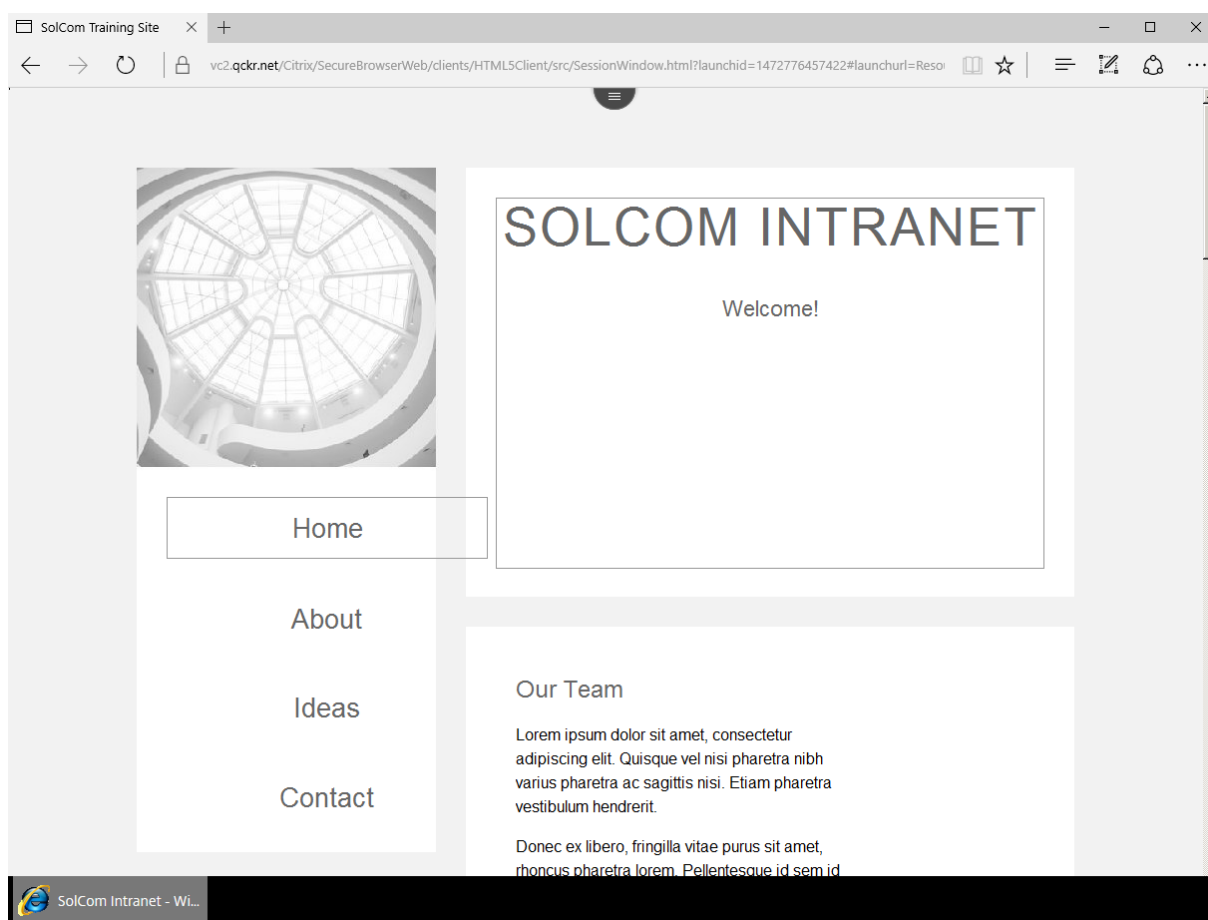 SolCom Training Site
vc2.qckr.net/Citrix/SecureBrowserWeb/clients/HTML5Client/src/SessionWindow.html?launchid=1472776457422#launchurl=Reso
SOLCOM INTRANET
Welcome!
Home
About
Ideas
Contact
Our Team
Lorem ipsum dolor sit amet, consectetur
adipiscing elit. Quisque vel nisi pharetra nibh
varius pharetra ac sagittis nisi. Etiam pharetra
vestibulum hendrerit.
Donec ex libero, fringilla vitae purus sit amet,
rhoncus pharetra lorem. Pellentesque id sem id
SolCom Intranet - Wi...